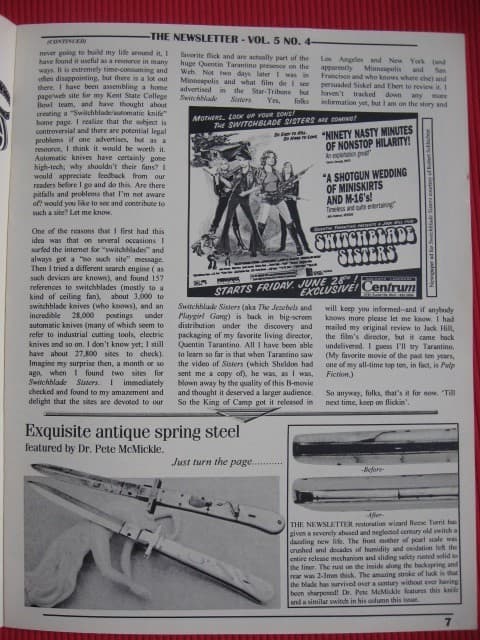 (CONTINUED)
THE NEWSLETTER - VOL. 5 NO. 4
never going to build my life around it, I
have found it useful as a resource in many
ways. It is extremely time-consuming and
often disappointing, but there is a lot out
there. I have been assembling a home
page/web site for my Kent State College
Bowl team, and have thought about
creating a "Switchblade/automatic knife"
home page. I realize that the subject is
controversial and there are potential legal
problems if one advertises, but as a
resource, I think it would be worth it.
Automatic knives have certainly gone
high-tech; why shouldn't their fans? I
would appreciate feedback from our
readers before I go and do this. Are there
pitfalls and problems that I'm not aware
of? would you like to see and contribute to
such a site? Let me know.
One of the reasons that I first had this
idea was that on several occasions I
surfed the internet for "switchblades" and
always got a "no such site" message.
Then I tried a different search engine ( as
such devices are known), and found 157
references to switchblades (mostly to a
kind of ceiling fan), about 3,000 to
switchblade knives (who knows), and an
incredible 28,000 postings under
automatic knives (many of which seem to
refer to industrial cutting tools, electric
knives and so on. I don't know yet; I still
have about 27,800 sites to check).
Imagine my surprise then, a month or so
ago, when I found two sites for
Switchblade Sisters. I immediately
checked and found to my amazement and
delight that the sites are devoted to our
favorite flick and are actually part of the
huge Quentin Tarantino presence on the
Web. Not two days later I was in
Minneapolis and what film do I see
advertised in the Star-Tribune but
Switchblade Sisters. Yes, folks
Los Angeles and New York (and
apparently Minneapolis and San
Francisco and who knows where else) and
persuaded Siskel and Ebert to review it. I
haven't tracked down any more
information yet, but I am on the story and
MOTHERS... LOCK UP YOUR SONS!
THE SWITCHBLADE SISTERS ARE COMING!
SO EASY TO KILL,
SO HARD TO LOVE
"NINETY NASTY MINUTES
OF NONSTOP HILARITY!
An explosion good!"
"A SHOTGUN WEDDING
OF MINISKIRTS
AND M-16's!
Timeless and quite entertaining"
SWITCHBLADE
SISTERS
STARTS FRIDAY, JUNE 28th!
EXCLUSIVE!
Centrum
Newspaper ad for Switchblade Sisters courtesy of
Switchblade Sisters (aka The Jezebels and
Playgirl Gang) is back in big-screen
distribution under the discovery and
packaging of my favorite living director,
Quentin Tarantino. All I have been able
to learn so far is that when Tarantino saw
the video of Sisters (which Sheldon had
sent me a copy of), he was, as I was,
blown away by the quality of this B-movie
and thought it deserved a larger audience.
So the King of Camp got it released in
will keep you informed—and if anybody
knows more please let me know. I had
mailed my original review to Jack Hill,
the film's director, but it came back
undelivered. I guess I'll try Tarantino.
(My favorite movie of the past ten years,
one of my all-time top ten, in fact, is Pulp
Fiction.)
So anyway, folks, that's it for now. 'Till
next time, keep on flickin'.
Exquisite antique spring steel
featured by Dr. Pete McMickle.
Just turn the page...........
-Before-
-After-
THE NEWSLETTER restoration wizard Reese Territ has
given a severely abused and neglected century old switch a
dazzling new life. The front mother of pearl scale was
crushed and decades of humidity and oxidation left the
entire release mechanism and sliding safety rusted solid to
the liner. The rust on the inside along the backspring and
rear was 2-3mm thick. The amazing stroke of luck is that
the blade has survived over a century without ever having
been sharpened! Dr. Pete McMickle features this knife
and a similar switch in his column this issue.
7